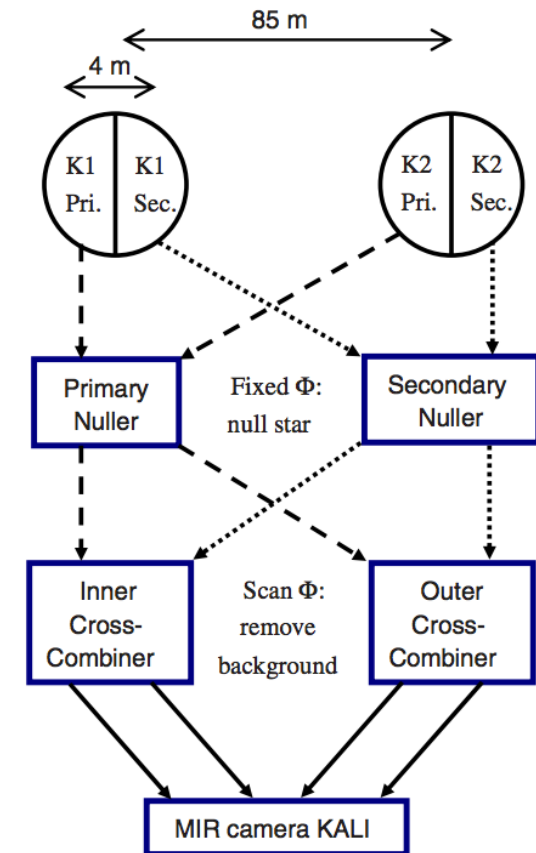 85 m
4 m
K1 K1
Pri. Sec.
K2 K2
Pri. Sec.
Primary
Nuller
Fixed Φ:
null star
Secondary
Nuller
Inner
Cross-
Combiner
Scan Φ:
remove
background
Outer
Cross-
Combiner
MIR camera KALI